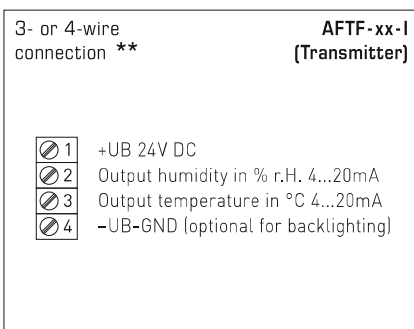 3- or 4-wire AFTF-xx-I
connection ** (Transmitter)
1 +UB 24V DC
2 Output humidity in % r.H. 4...20mA
3 Output temperature in °C 4...20mA
4 -UB-GND (optional for backlighting)